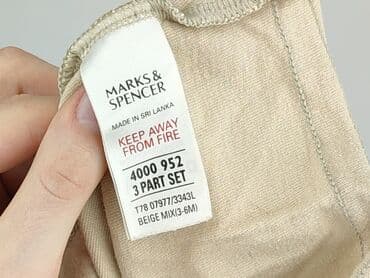 MARKS &
SPENCER
MADE IN SRI LANKA
KEEP AWAY
FROM FIRE
4000 952
3 PART SET
T78 07977/3343L
BEIGE MIX(3-6M)